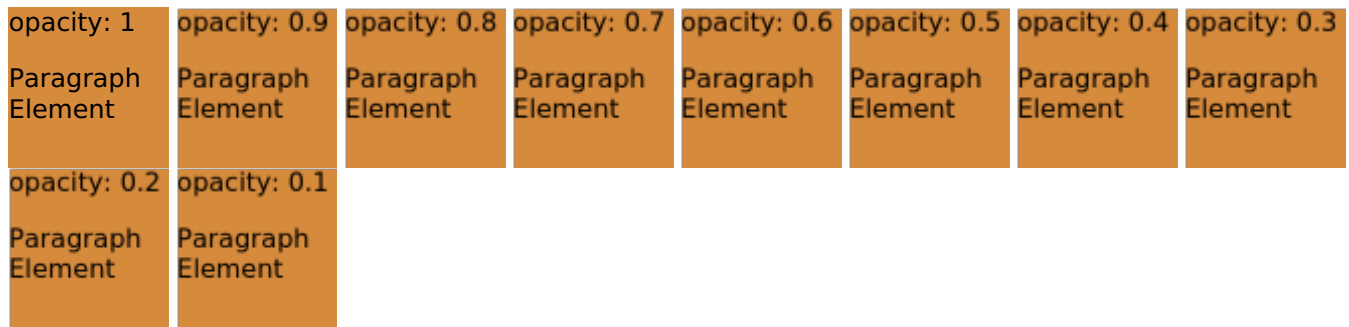 opacity: 1
Paragraph
Element
opacity: 0.9
Paragraph
Element
opacity: 0.8
Paragraph
Element
opacity: 0.7
Paragraph
Element
opacity: 0.6
Paragraph
Element
opacity: 0.5
Paragraph
Element
opacity: 0.4
Paragraph
Element
opacity: 0.3
Paragraph
Element
opacity: 0.2
Paragraph
Element
opacity: 0.1
Paragraph
Element